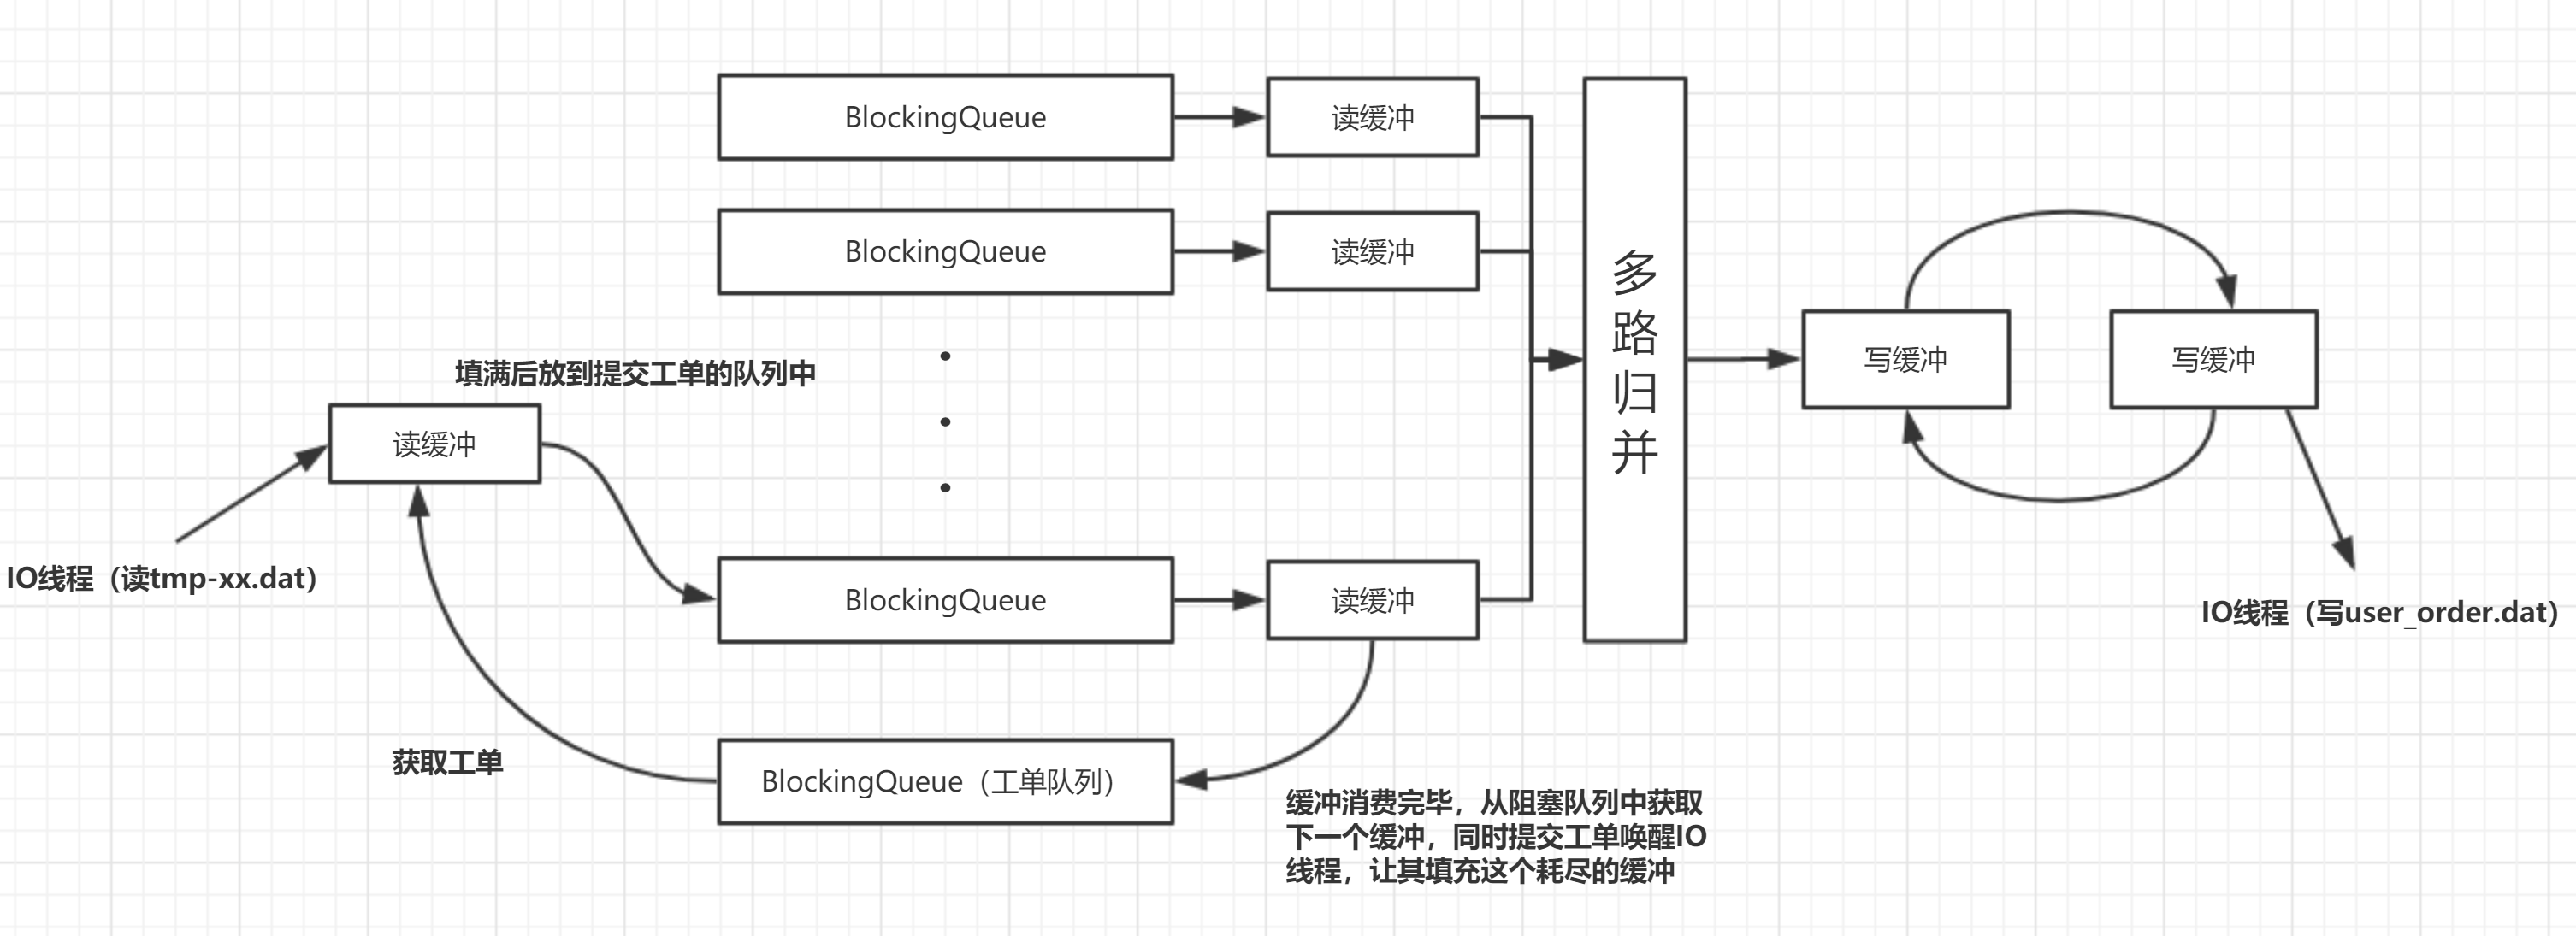 BlockingQueue
读缓冲
BlockingQueue
读缓冲
多
路
归
并
写缓冲
写缓冲
填满后放到提交工单的队列中
读缓冲
IO线程（读tmp-xx.dat）
BlockingQueue
读缓冲
IO线程（写user_order.dat）
获取工单
BlockingQueue（工单队列）
缓冲消费完毕，从阻塞队列中获取
下一个缓冲，同时提交工单唤醒IO
线程，让其填充这个耗尽的缓冲